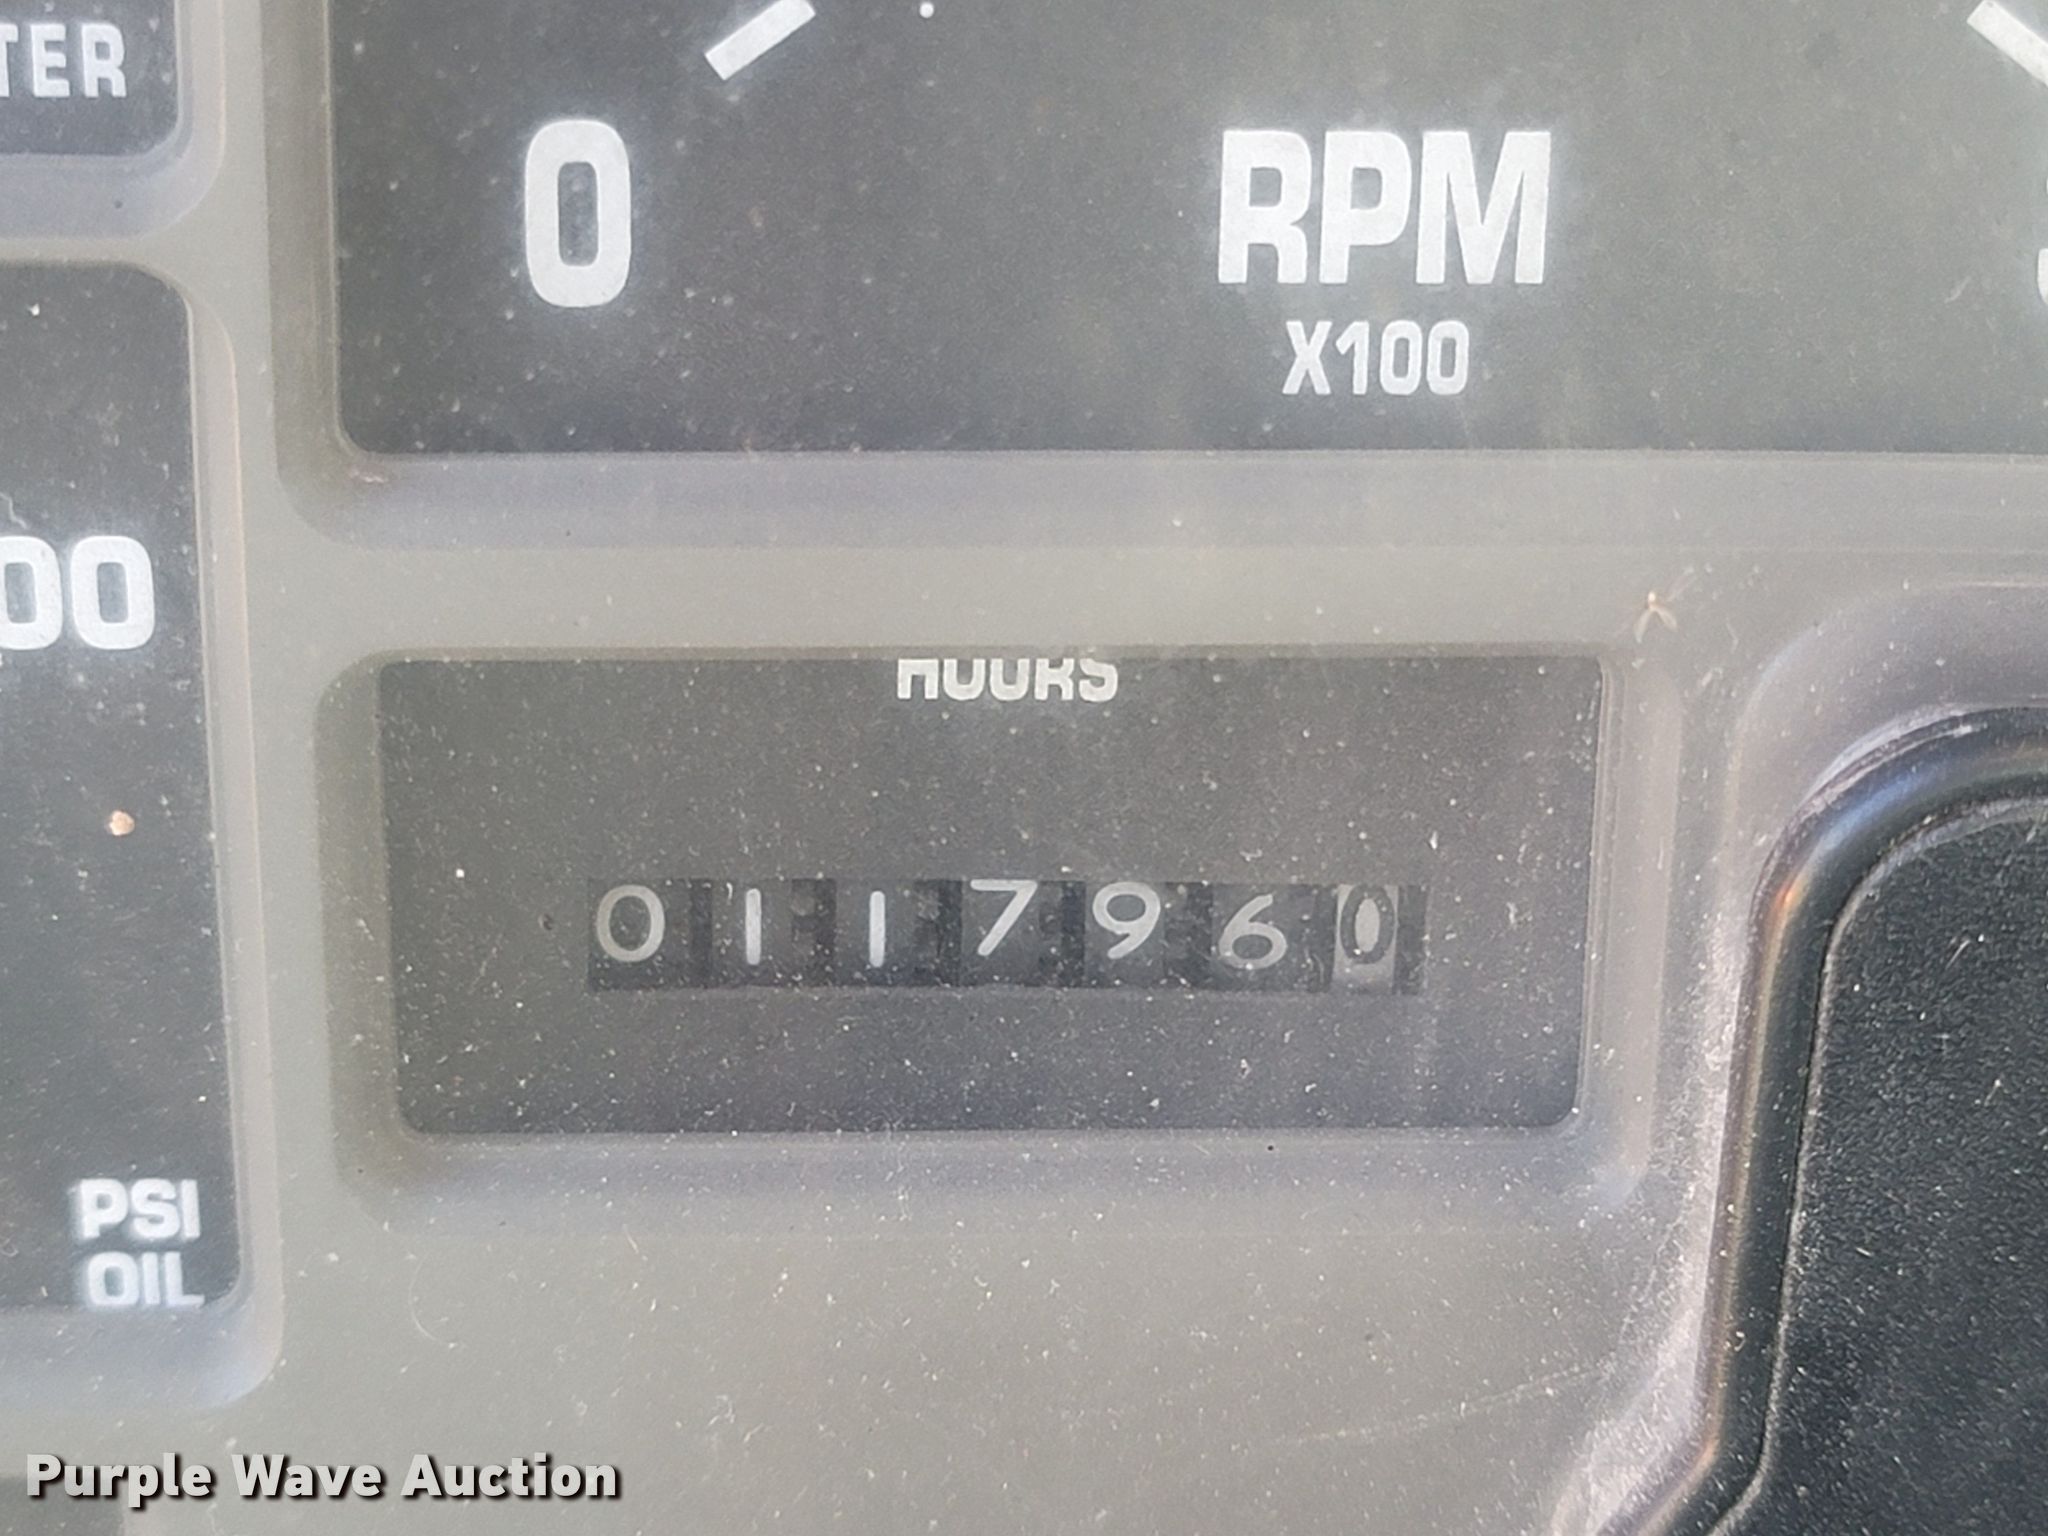 TER
0
RPM
X100
00
HOURS
0117960
PSI
OIL
Purple Wave Auction